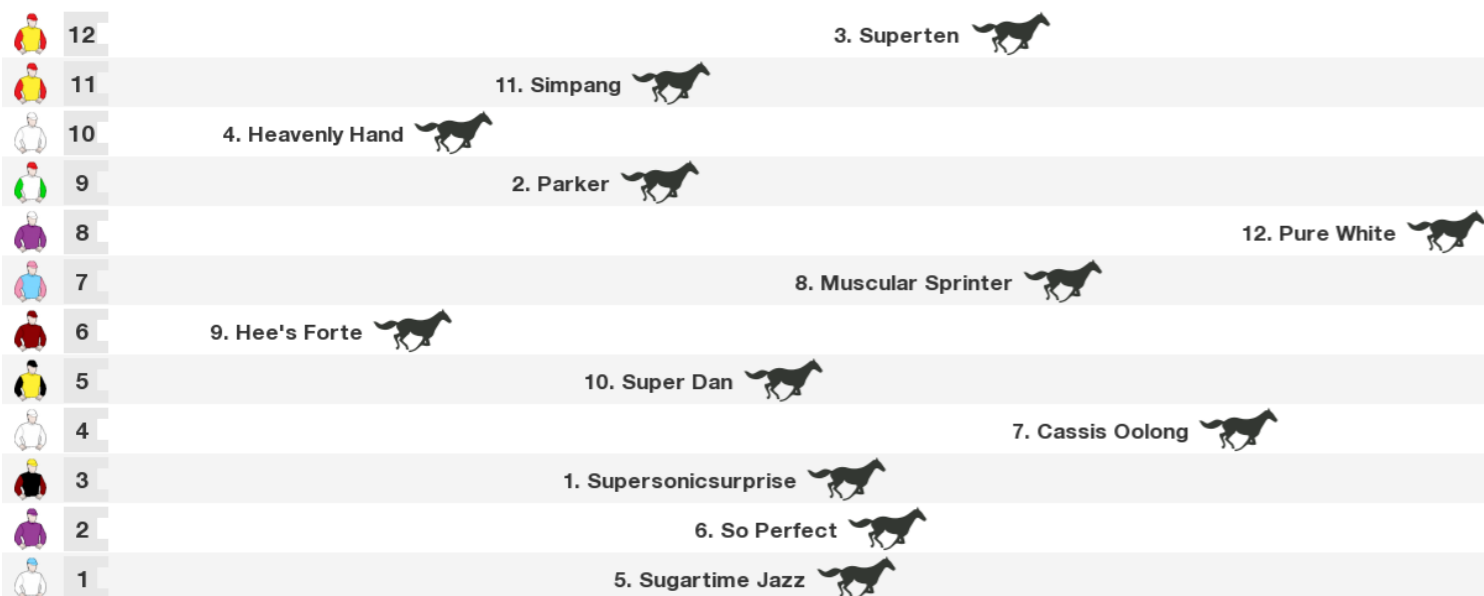 12 3. Superten
11 11. Simpang
10 4. Heavenly Hand
9 2. Parker
8 12. Pure White
7 8. Muscular Sprinter
6 9. Hee's Forte
5 10. Super Dan
4 7. Cassis Oolong
3 1. Supersonicsurprise
2 6. So Perfect
1 5. Sugartime Jazz